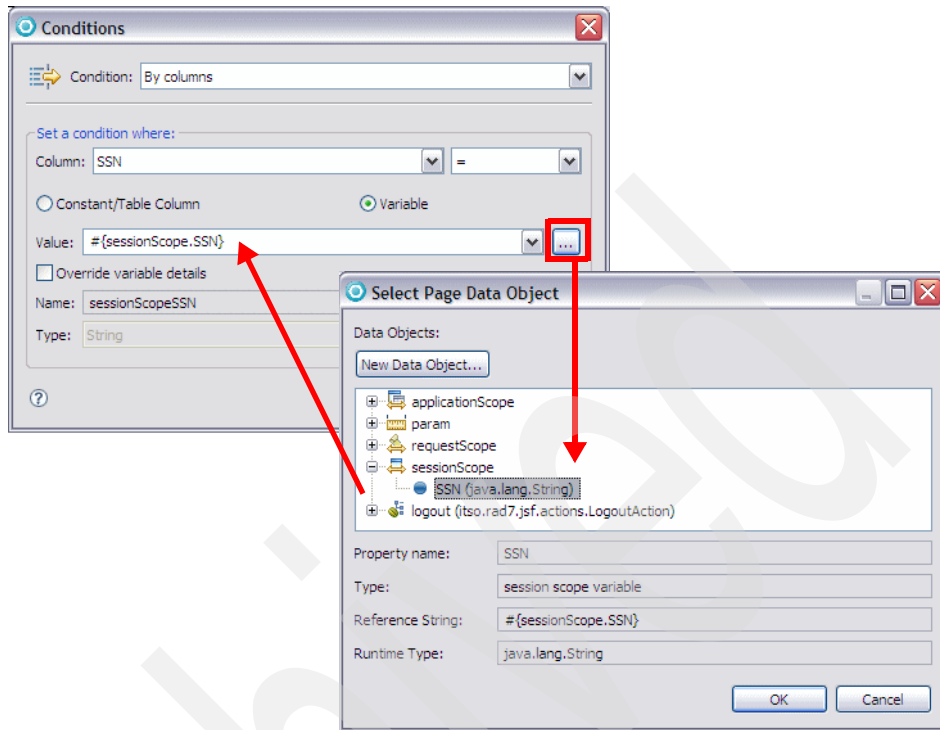 Conditions
Condition: By columns
Set a condition where:
Column: SSN =
Constant/Table Column Variable
Value: #{sessionScope.SSN} ...
Override variable details
Name: sessionScopeSSN
Type: String
?
Select Page Data Object
Data Objects:
New Data Object...
applicationScope
param
requestScope
sessionScope
SSN (java.lang.String)
logout (itso.rad7.jsf.actions.LogoutAction)
Property name: SSN
Type: session scope variable
Reference String: #{sessionScope.SSN}
Runtime Type: java.lang.String
OK Cancel